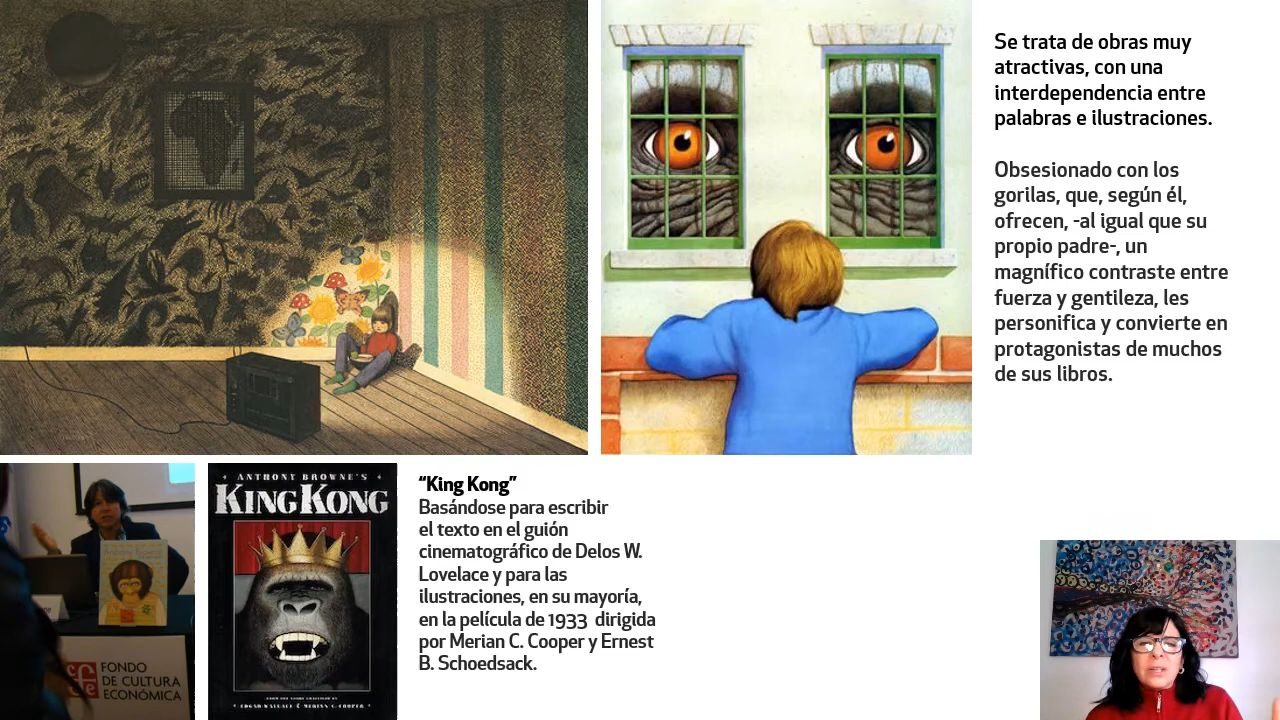 Se trata de obras muy
atractivas, con una
interdependencia entre
palabras e ilustraciones.
Obsesionado con los
gorilas, que, según él,
ofrecen, -al igual que su
propio padre-, un
magnífico contraste entre
fuerza y gentileza, les
personifica y convierte en
protagonistas de muchos
de sus libros.
FONDO
DE CULTURA
ECONÓMICA
ANTHONY BROWNE'S
KING KONG
EDGAR WALLACE & MERIAN C. COOPER
“King Kong”
Basándose para escribir
el texto en el guión
cinematográfico de Delos W.
Lovelace y para las
ilustraciones, en su mayoría,
en la película de 1933 dirigida
por Merian C. Cooper y Ernest
B. Schoedsack.